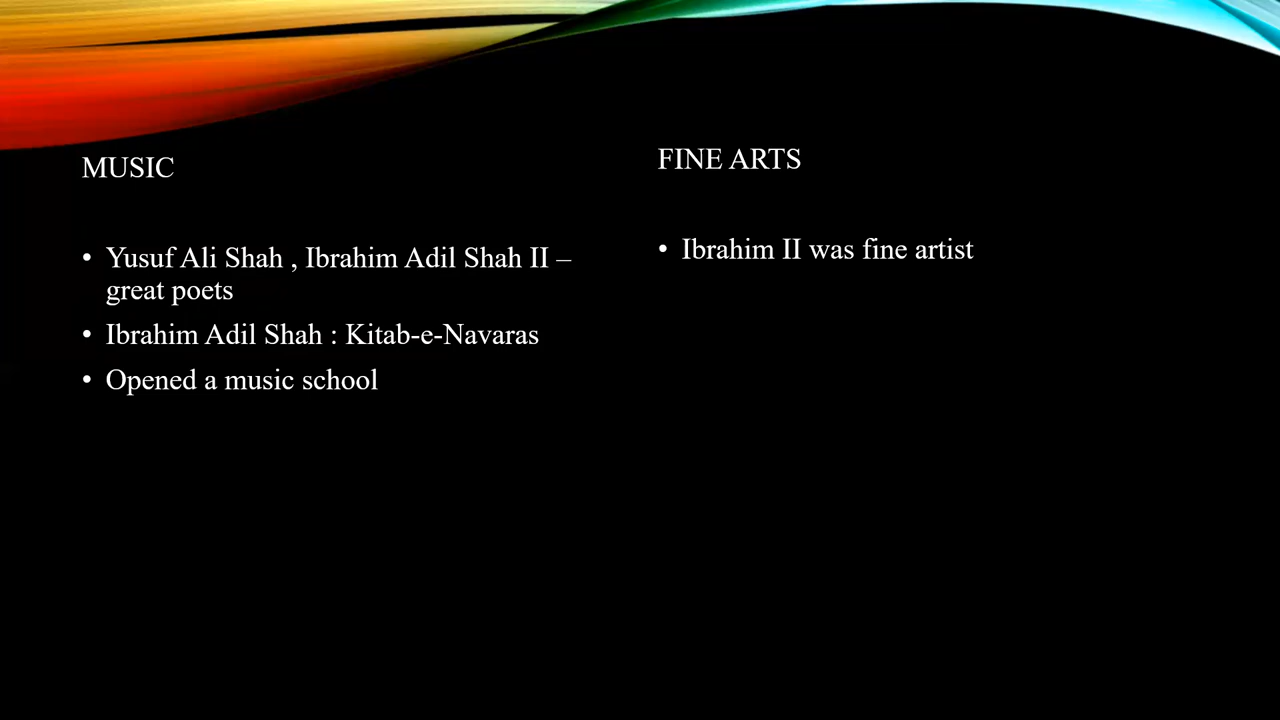 MUSIC
• Yusuf Ali Shah , Ibrahim Adil Shah II –
great poets
• Ibrahim Adil Shah : Kitab-e-Navaras
• Opened a music school
FINE ARTS
• Ibrahim II was fine artist